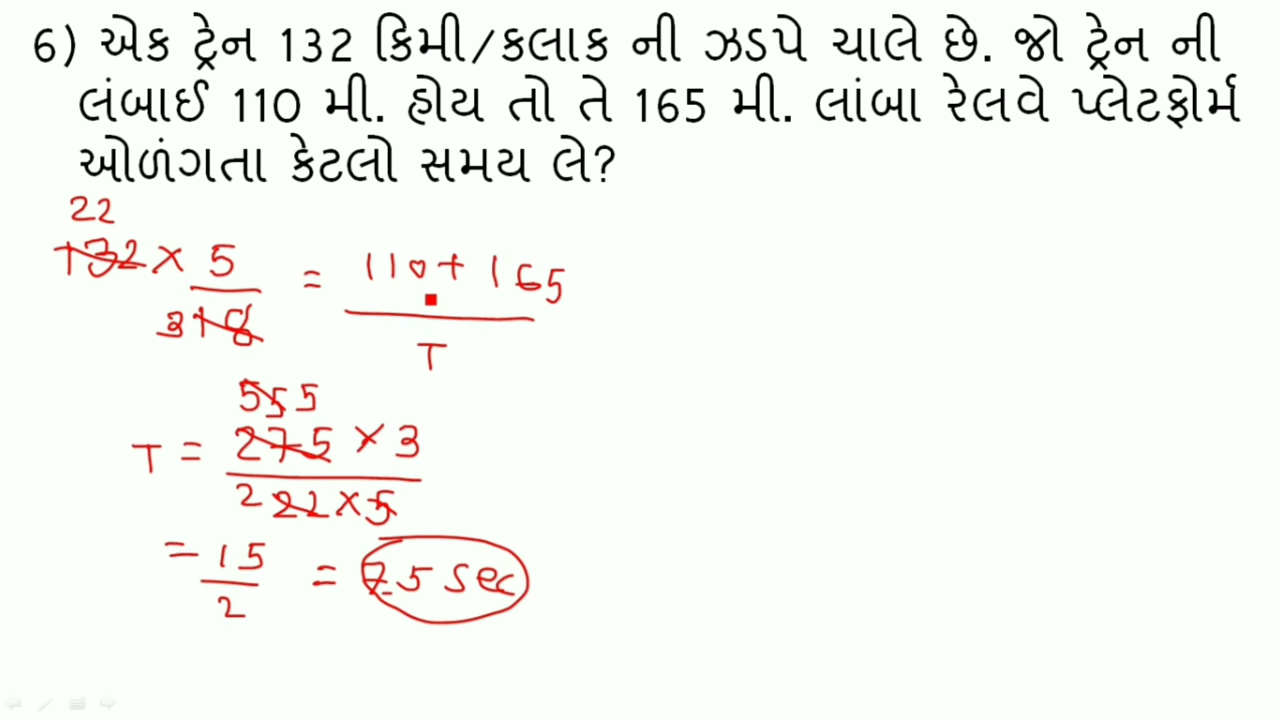 6) એક ટ્રેન 132 કિમી/કલાક ની ઝડપે ચાલે છે. જો ટ્રેન ની
લંબાઈ 110 મી. હોય તો તે 165 મી. લાંબા રેલવે પ્લેટફોર્મ
ઓળંગતા કેટલો સમય લે?
22
132 × 5 = 110 + 165
3 18
T
55 5
T = 275 × 3
2 22 × 5
= 15 = 7.5 sec
2